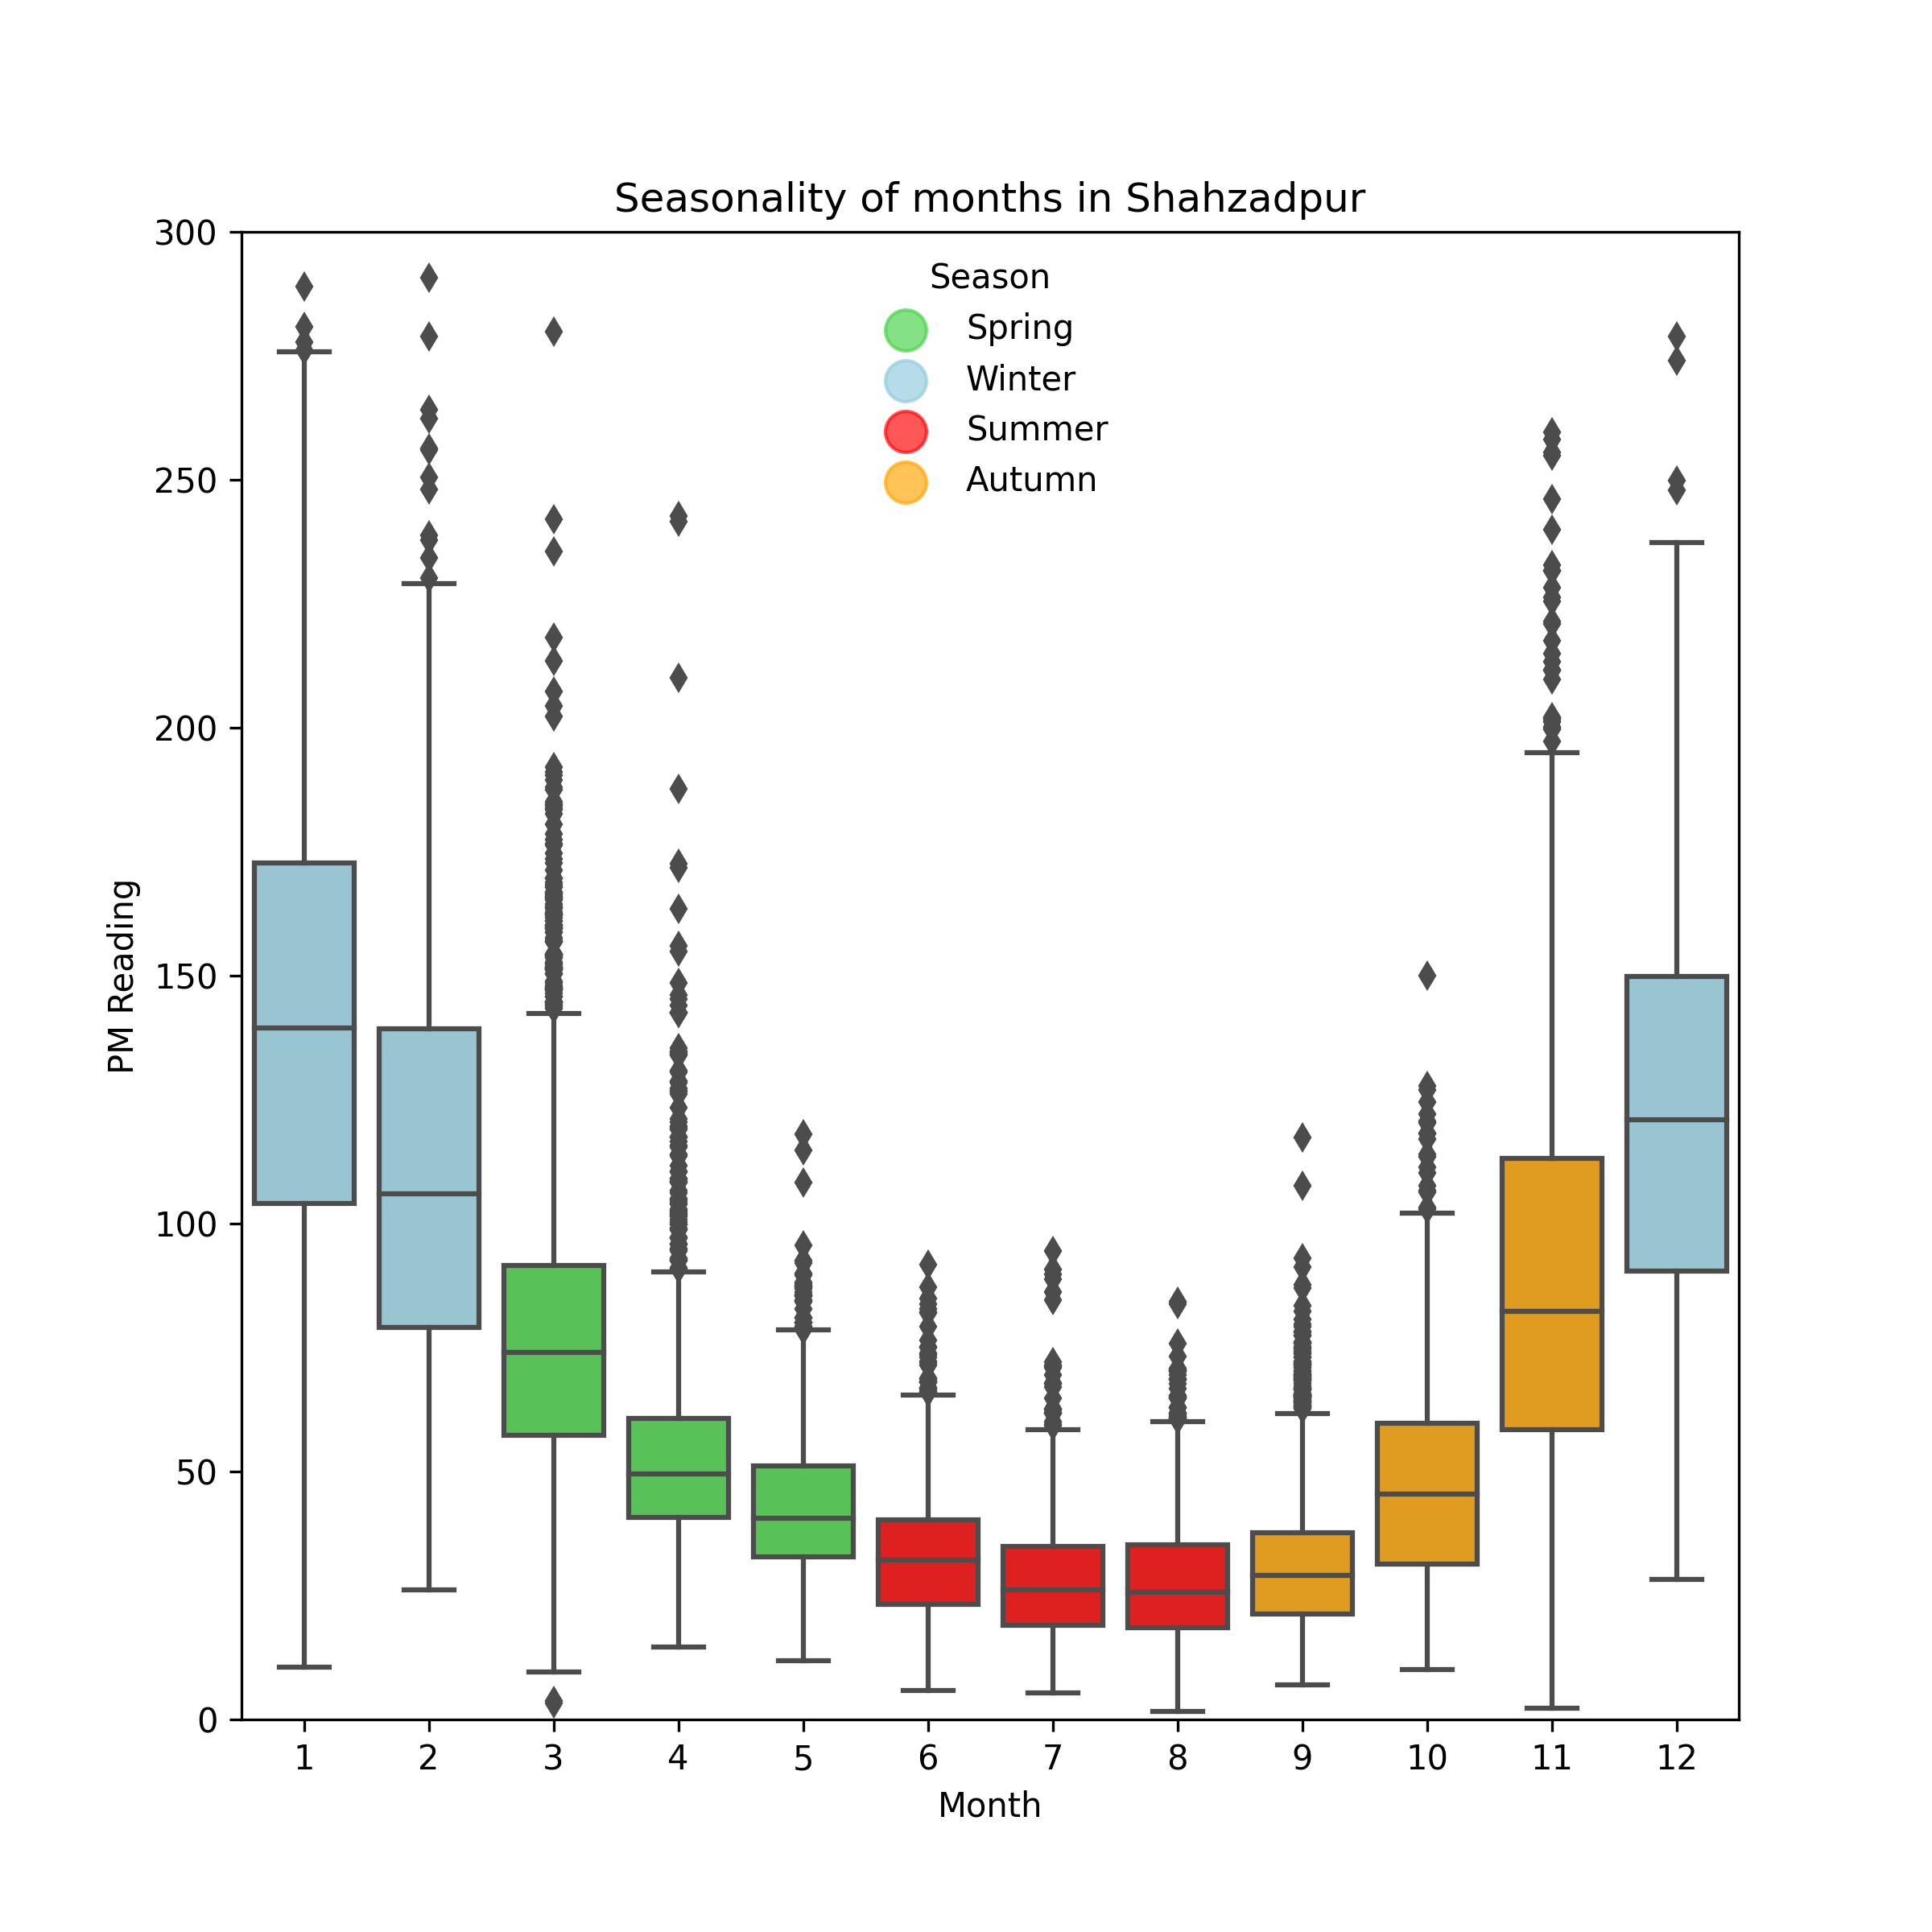 Seasonality of months in Shahzadpur
Season
Spring
Winter
Summer
Autumn
300
250
200
150
100
50
0
PM Reading
1 2 3 4 5 6 7 8 9 10 11 12
Month